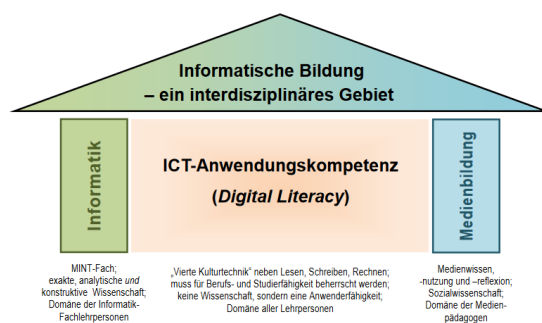 Informatische Bildung
– ein interdisziplinäres Gebiet
Informatik
ICT-Anwendungskompetenz
(Digital Literacy)
Medienbildung
MINT-Fach;
exakte, analytische und
konstruktive Wissenschaft;
Domäne der Informatik-
Fachlehrpersonen
„Vierte Kulturtechnik“ neben Lesen, Schreiben, Rechnen;
muss für Berufs- und Studierfähigkeit beherrscht werden;
keine Wissenschaft, sondern eine Anwenderfähigkeit;
Domäne aller Lehrpersonen
Medienwissen,
-nutzung und –reflexion;
Sozialwissenschaft;
Domäne der Medien-
pädagogen